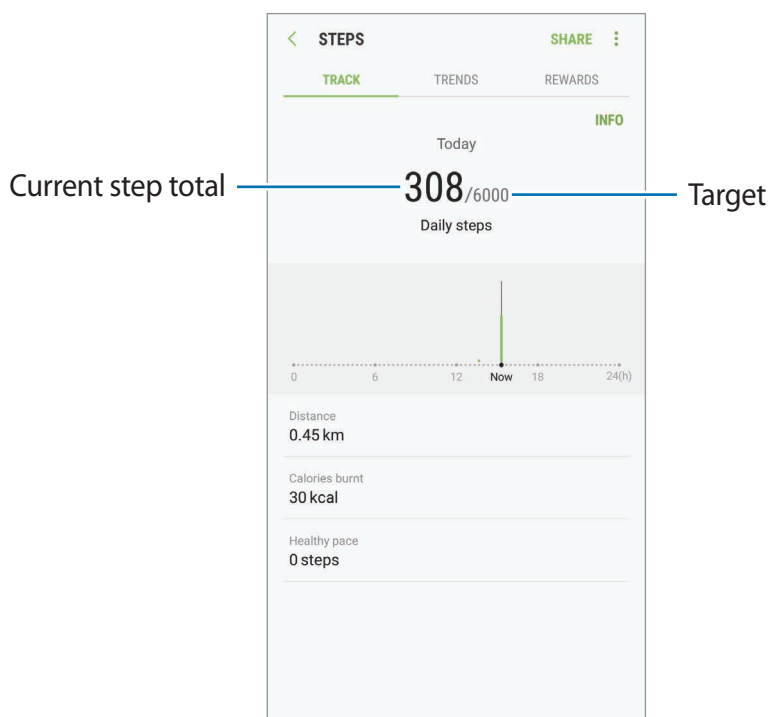 STEPS SHARE
TRACK TRENDS REWARDS
INFO
Today
Current step total 308/6000 Target
Daily steps
0 6 12 Now 18 24(h)
Distance
0.45 km
Calories burnt
30 kcal
Healthy pace
0 steps